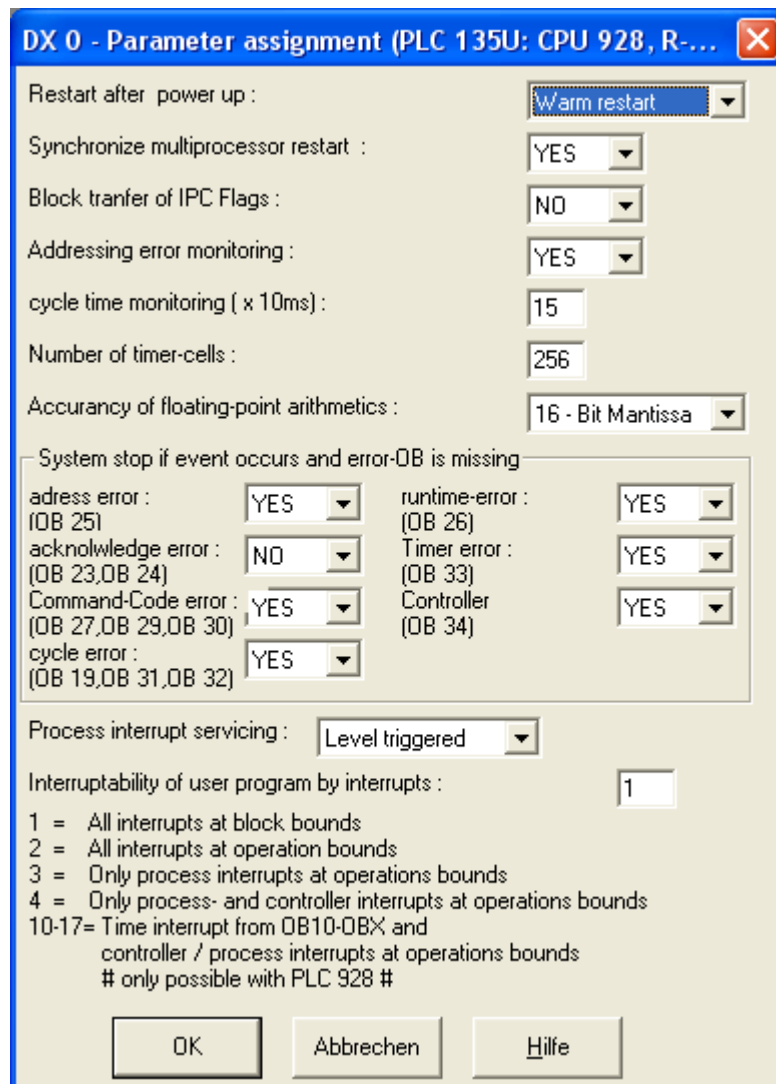 DX 0 - Parameter assignment (PLC 135U: CPU 928, R-...
Restart after power up : Warm restart
Synchronize multiprocessor restart : YES
Block tranfer of IPC Flags : NO
Addressing error monitoring : YES
cycle time monitoring ( x 10ms) : 15
Number of timer-cells : 256
Accurancy of floating-point arithmetics : 16 - Bit Mantissa
System stop if event occurs and error-OB is missing
adress error : YES runtime-error : YES
(OB 25) (OB 26)
acknolwledge error : NO Timer error : YES
(OB 23,OB 24) (OB 33)
Command-Code error : YES Controller YES
(OB 27,OB 29,OB 30) (OB 34)
cycle error : YES
(OB 19,OB 31,OB 32)
Process interrupt servicing : Level triggered
Interruptability of user program by interrupts : 1
1 = All interrupts at block bounds
2 = All interrupts at operation bounds
3 = Only process interrupts at operations bounds
4 = Only process- and controller interrupts at operations bounds
10-17= Time interrupt from OB10-OBX and
controller / process interrupts at operations bounds
# only possible with PLC 928 #
OK Abbrechen Hilfe